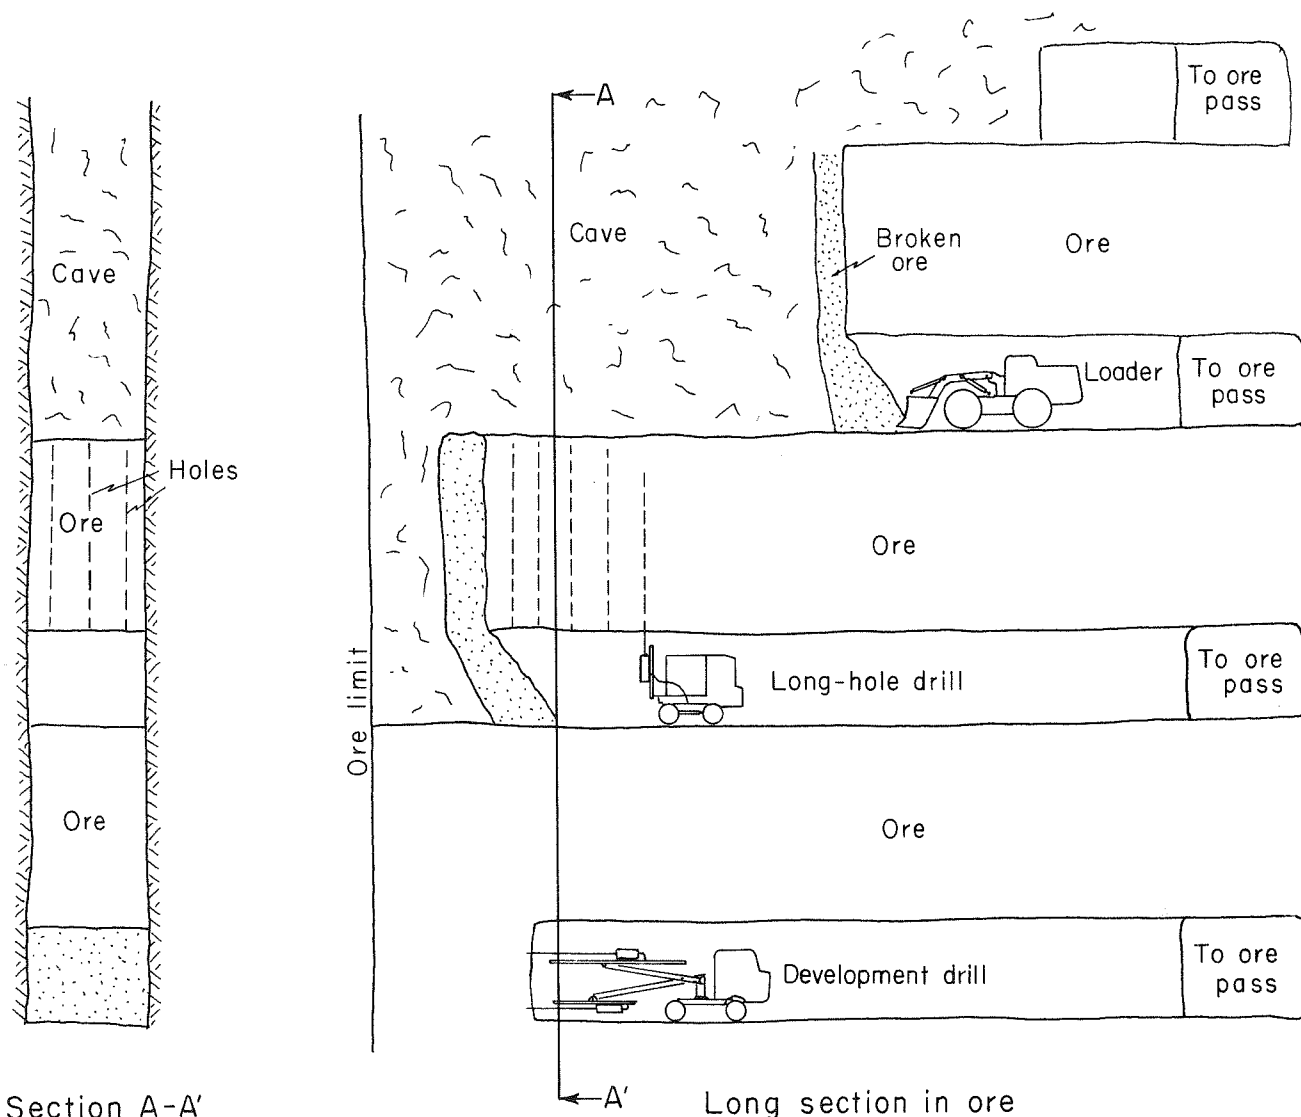 A
To ore
pass
Cave
Cave
Broken
ore
Ore
Loader
To ore
pass
Holes
Ore
Ore
Ore limit
Long-hole drill
To ore
pass
Ore
Ore
Development drill
To ore
pass
A'
Section A-A'
Long section in ore